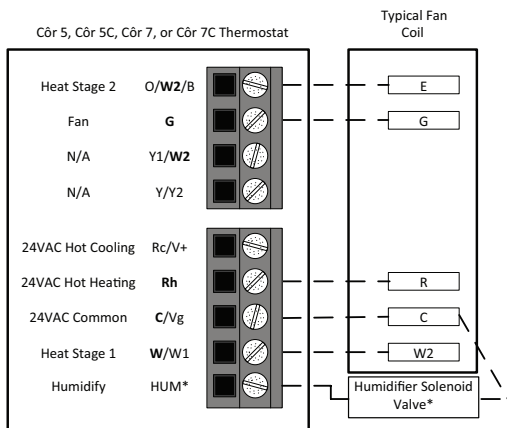 Côr 5, Côr 5C, Côr 7, or Côr 7C Thermostat
Typical Fan
Coil
Heat Stage 2 O/W2/B E
Fan G G
N/A Y1/W2
N/A Y/Y2
24VAC Hot Cooling Rc/V+
24VAC Hot Heating Rh R
24VAC Common C/Vg C
Heat Stage 1 W/W1 W2
Humidify HUM*
Humidifier Solenoid
Valve*